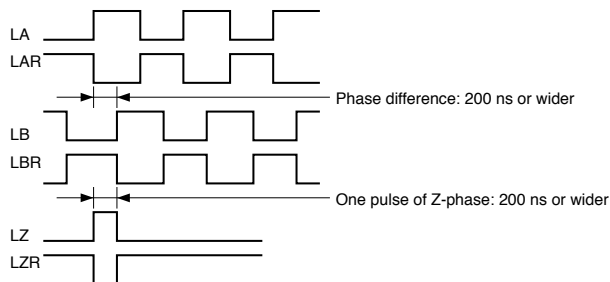 LA
LAR
Phase difference: 200 ns or wider
LB
LBR
One pulse of Z-phase: 200 ns or wider
LZ
LZR